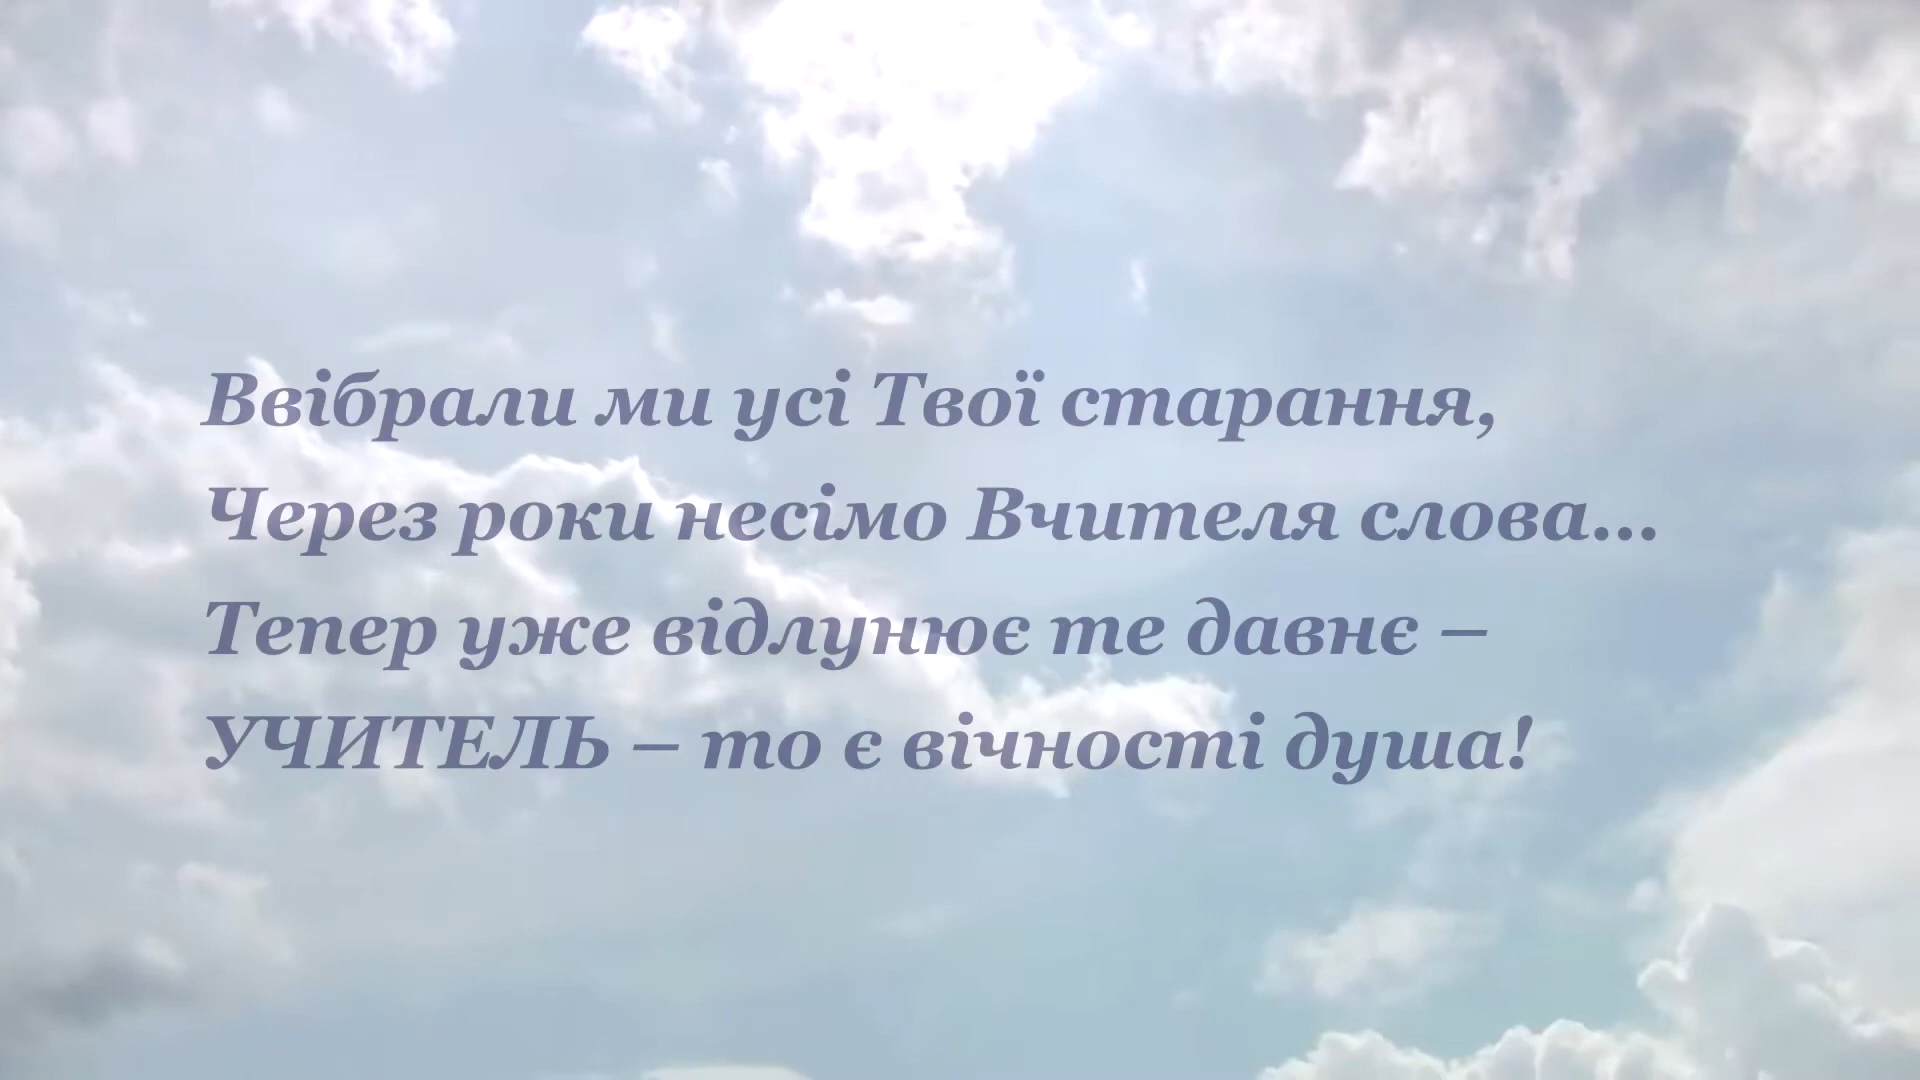 Ввібрали ми усі Твої старання,
Через роки несімо Вчителя слова...
Тепер уже відлунює те давнє –
УЧИТЕЛЬ – то є вічності душа!